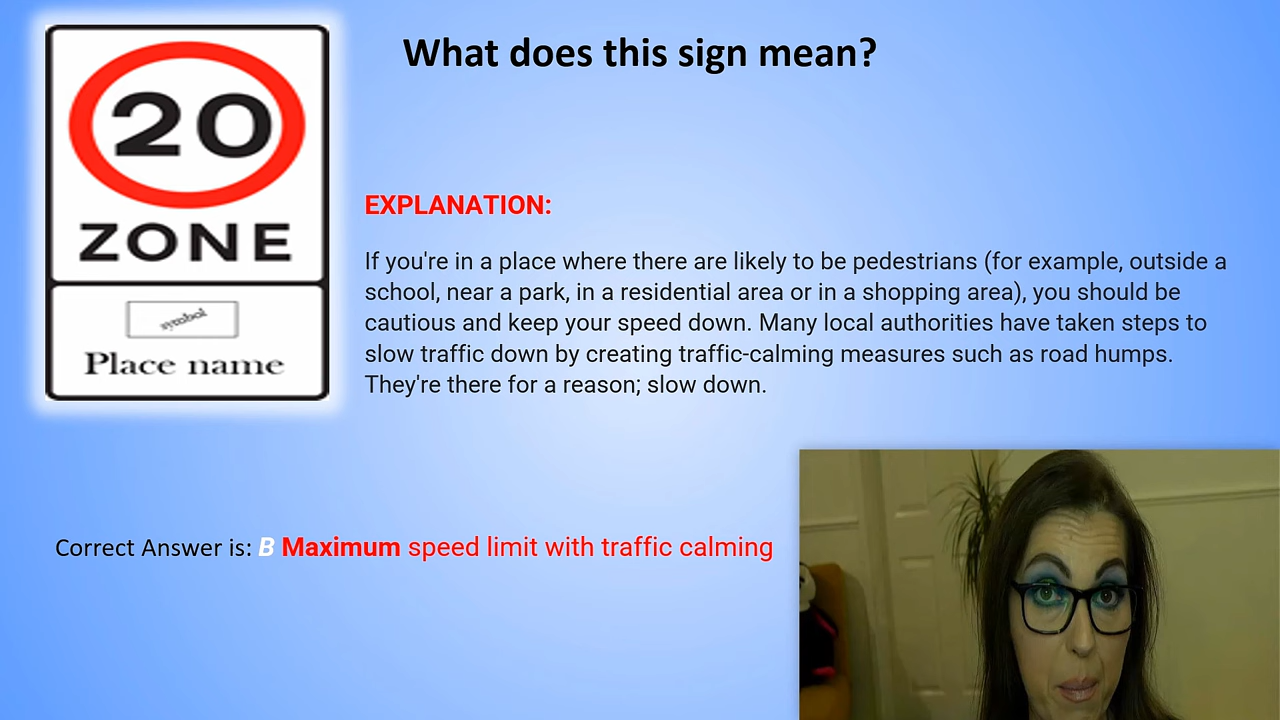 What does this sign mean?
20
ZONE
symbol
Place name
EXPLANATION:
If you're in a place where there are likely to be pedestrians (for example, outside a
school, near a park, in a residential area or in a shopping area), you should be
cautious and keep your speed down. Many local authorities have taken steps to
slow traffic down by creating traffic-calming measures such as road humps.
They're there for a reason; slow down.
Correct Answer is: B Maximum speed limit with traffic calming